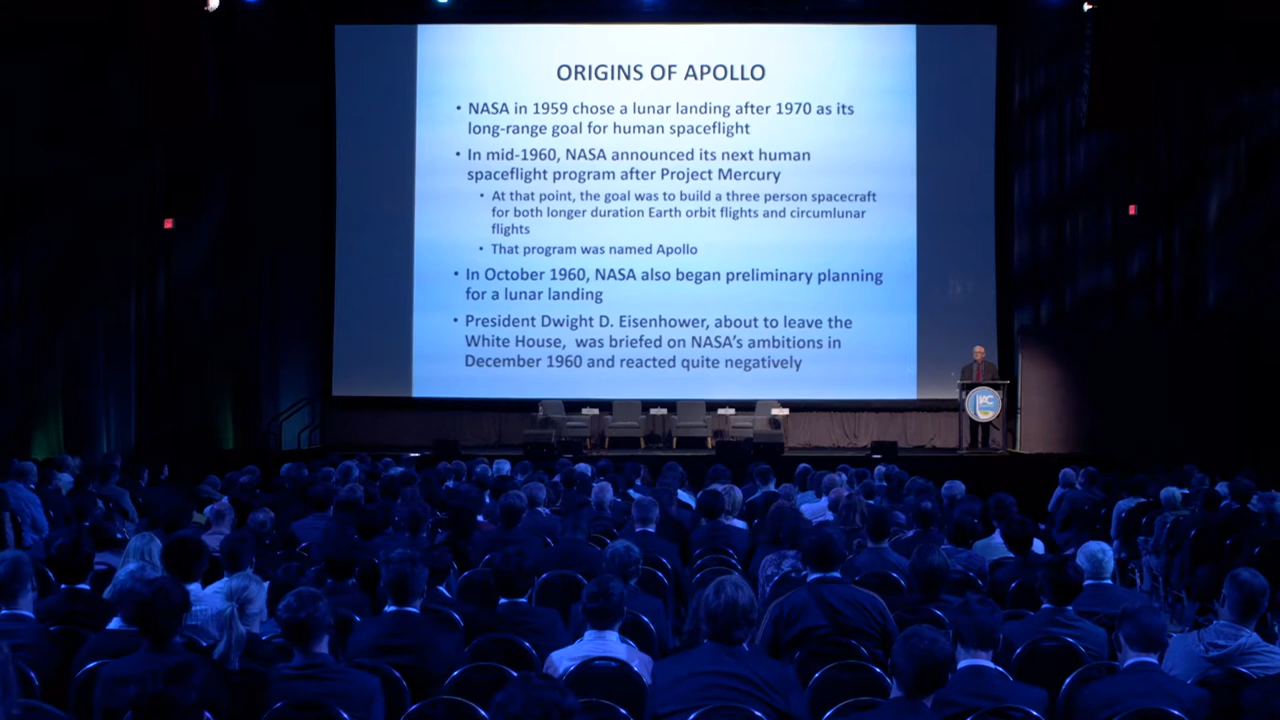 ORIGINS OF APOLLO
• NASA in 1959 chose a lunar landing after 1970 as its
long-range goal for human spaceflight
• In mid-1960, NASA announced its next human
spaceflight program after Project Mercury
• At that point, the goal was to build a three person spacecraft
for both longer duration Earth orbit flights and circumlunar
flights
• That program was named Apollo
• In October 1960, NASA also began preliminary planning
for a lunar landing
• President Dwight D. Eisenhower, about to leave the
White House, was briefed on NASA's ambitions in
December 1960 and reacted quite negatively
IAC